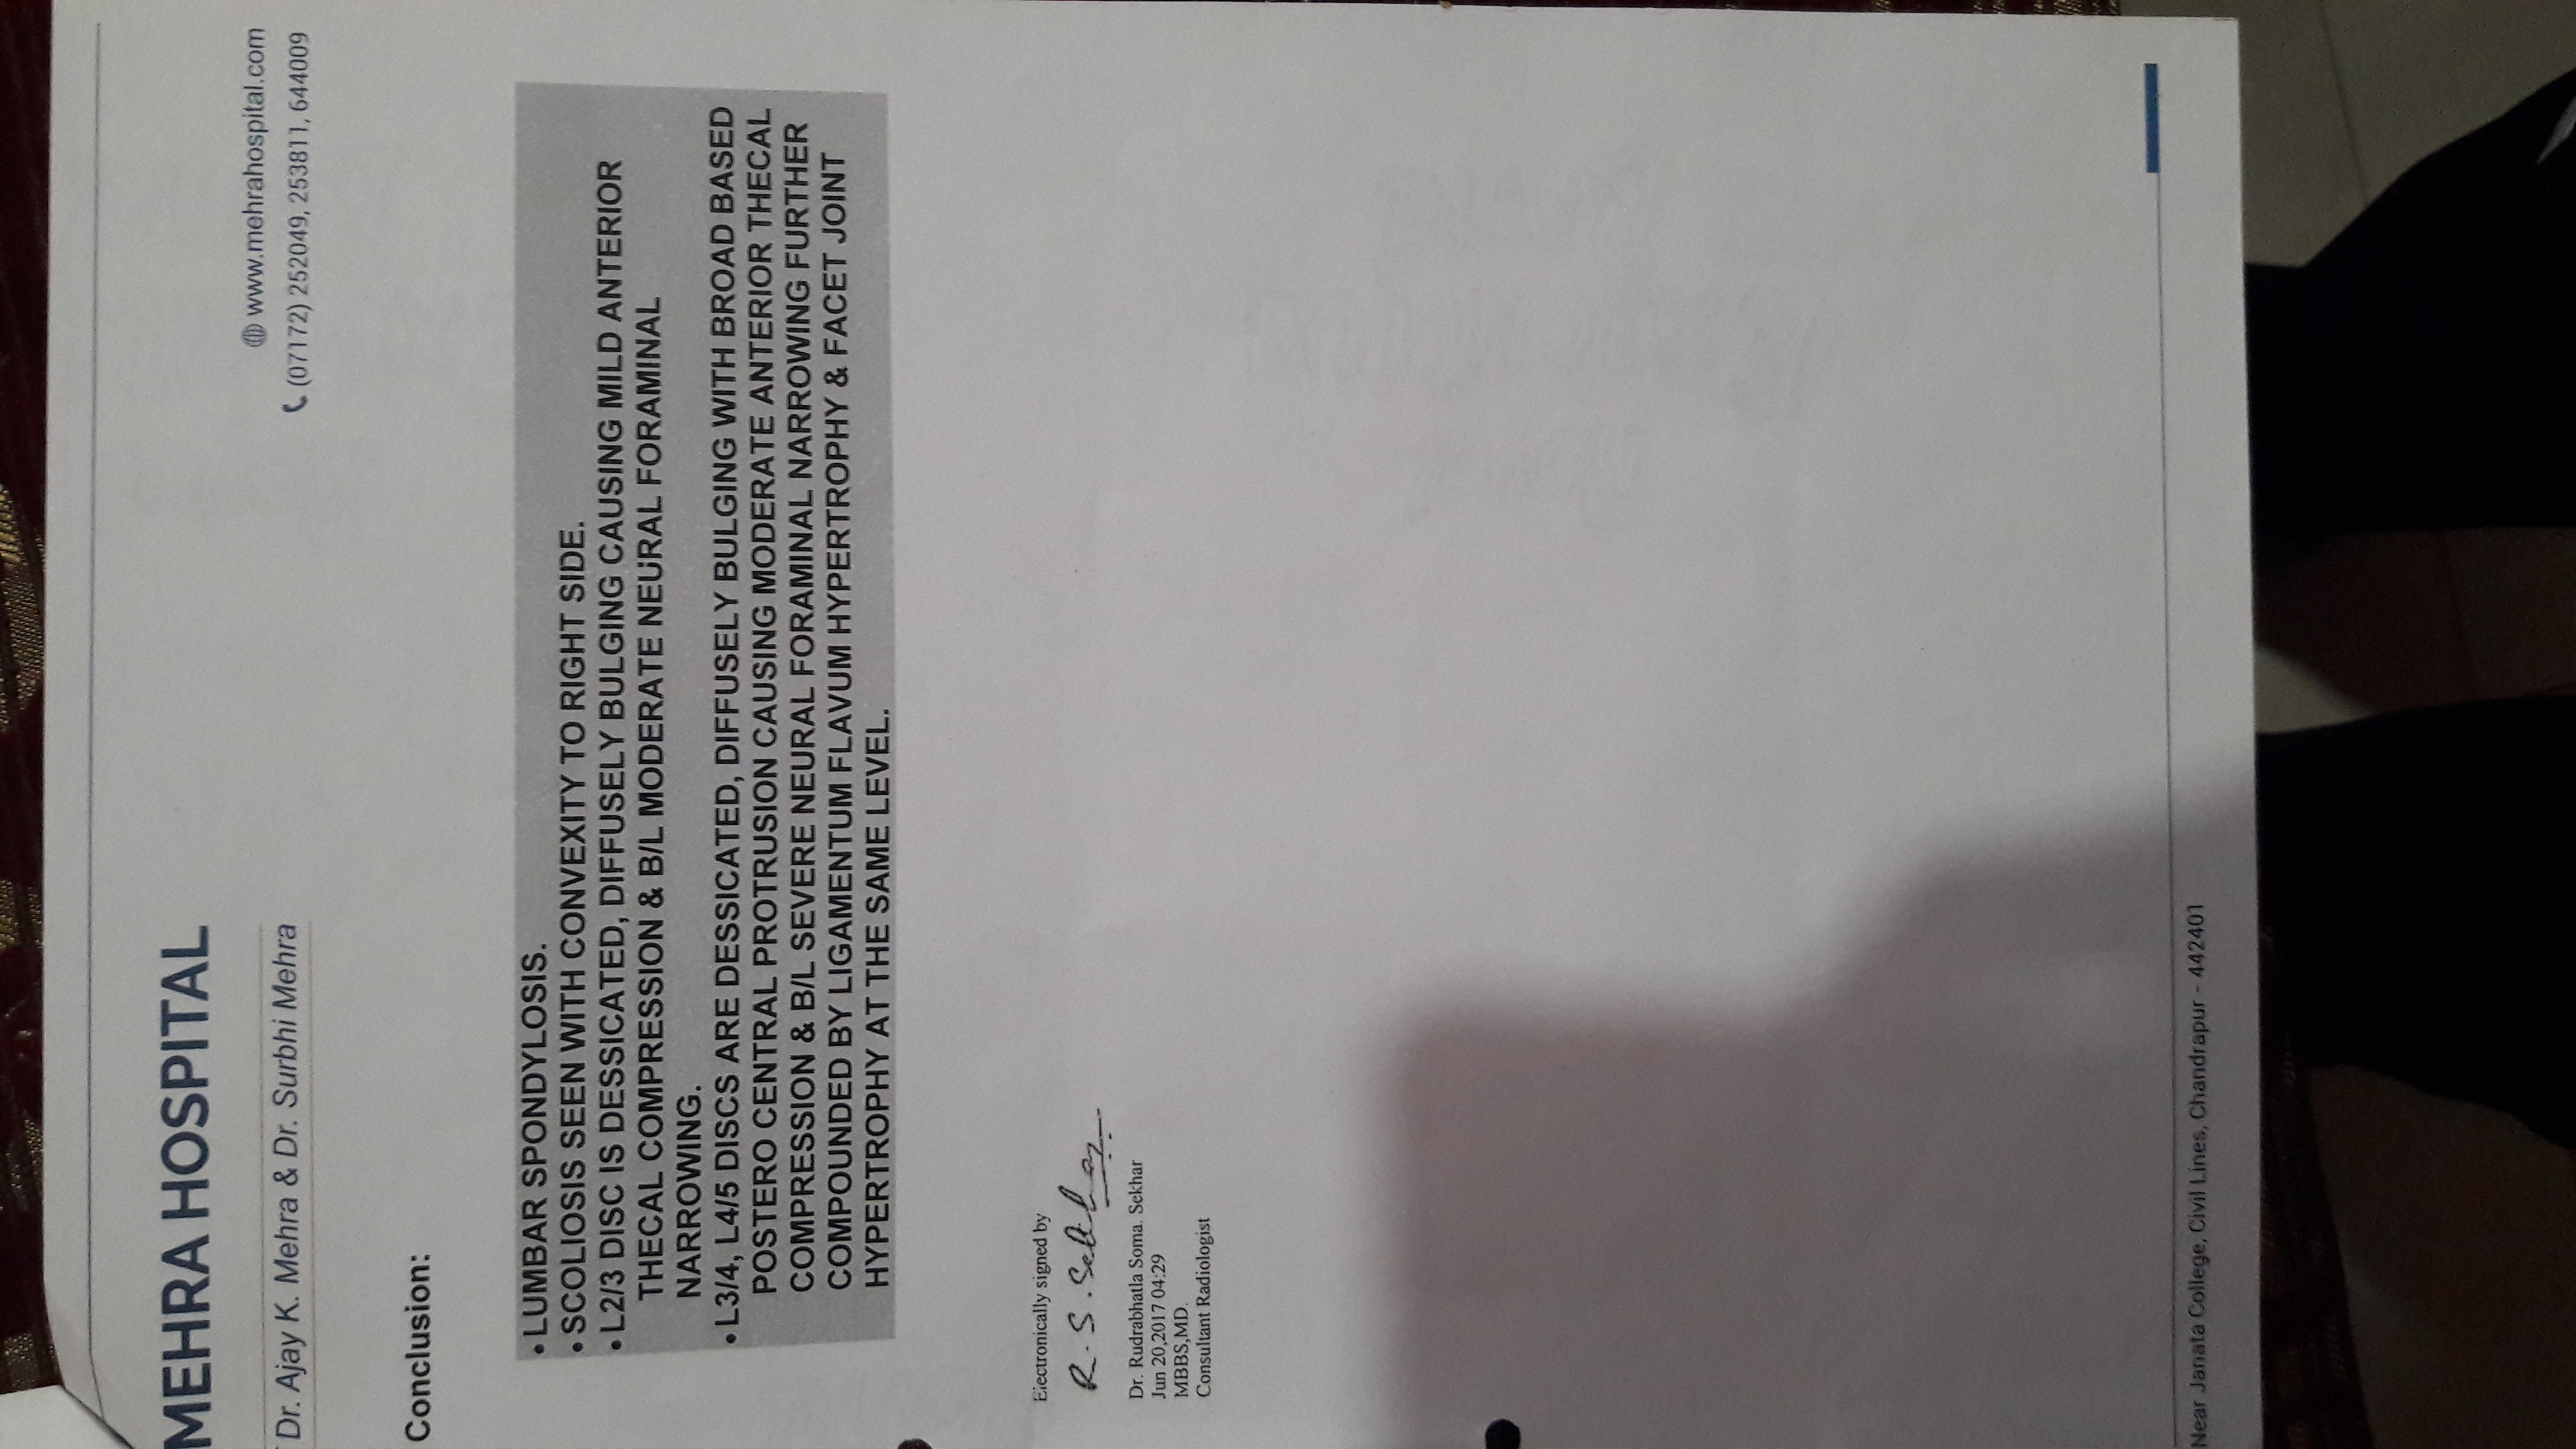 MEHRA HOSPITAL
Dr. Ajay K. Mehra & Dr. Surbhi Mehra
www.mehrahospital.com
(07172) 252049, 253811, 644009
Conclusion:
• LUMBAR SPONDYLOSIS.
• SCOLIOSIS SEEN WITH CONVEXITY TO RIGHT SIDE.
• L2/3 DISC IS DESSICATED, DIFFUSELY BULGING CAUSING MILD ANTERIOR
THECAL COMPRESSION & B/L MODERATE NEURAL FORAMINAL
NARROWING.
• L3/4, L4/5 DISCS ARE DESSICATED, DIFFUSELY BULGING WITH BROAD BASED
POSTERO CENTRAL PROTRUSION CAUSING MODERATE ANTERIOR THECAL
COMPRESSION & B/L SEVERE NEURAL FORAMINAL NARROWING FURTHER
COMPOUNDED BY LIGAMENTUM FLAVUM HYPERTROPHY & FACET JOINT
HYPERTROPHY AT THE SAME LEVEL.
Electronically signed by
R. S. Sekhar
Dr. Rudrabhatla Soma. Sekhar
Jun 20,2017 04:29
MBBS,MD.
Consultant Radiologist
Near Janata College, Civil Lines, Chandrapur - 442401